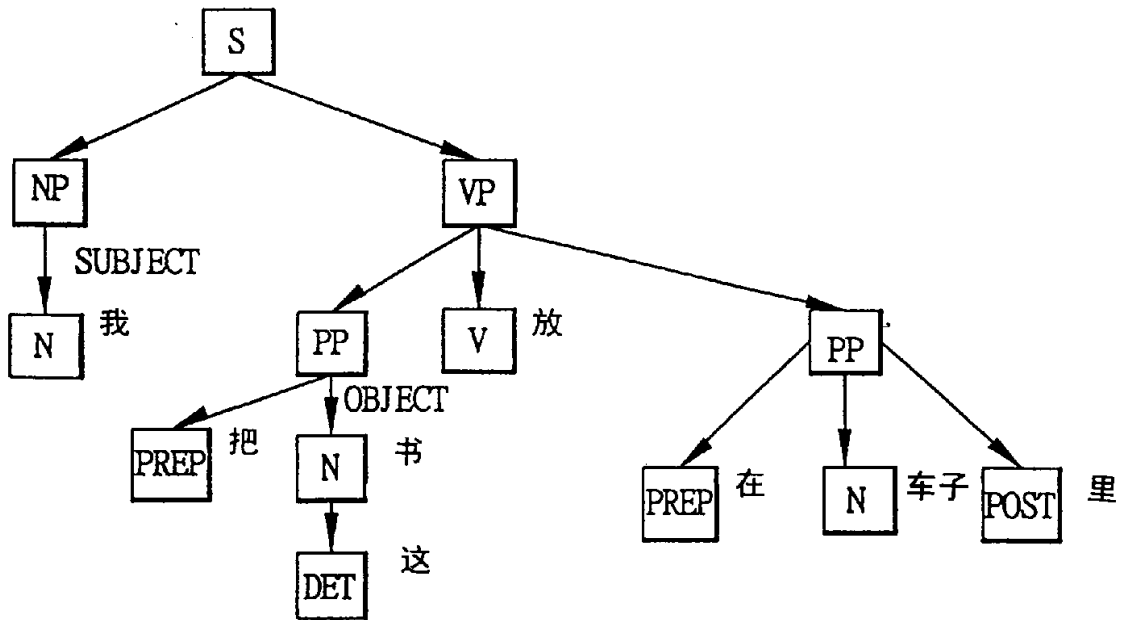 S
NP
VP
SUBJECT
N 我
PP
V 放
PP
OBJECT
PREP 把
N 书
PREP 在
N 车子
POST 里
DET 这